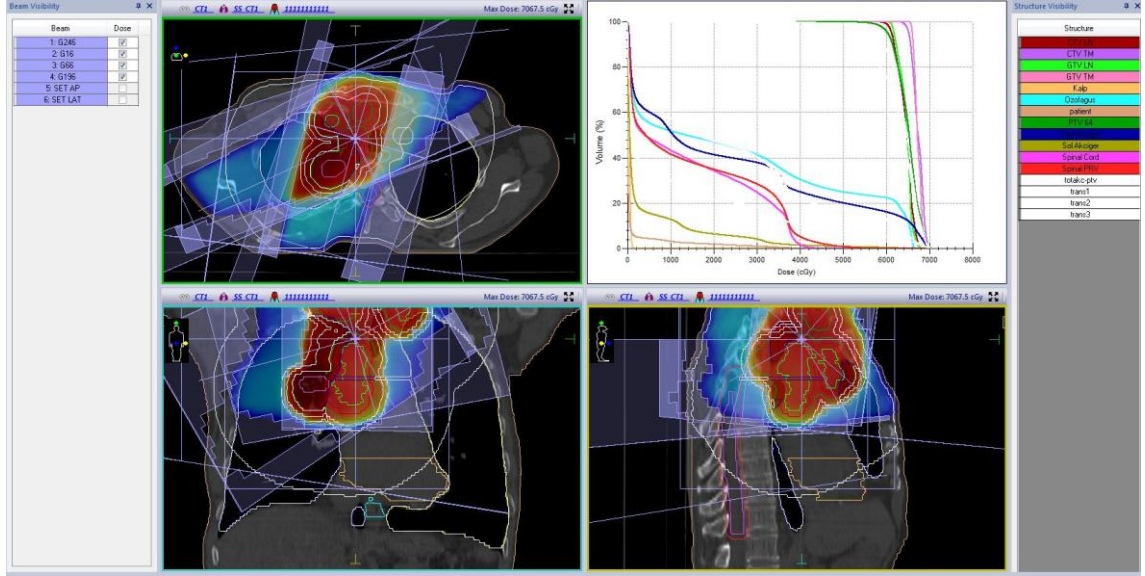 Beam Visibility
Beam Dose
1: G246
2: G16
3: G66
4: G196
5: SET AP
6: SET LAT
CT1 SS CT1 11111111111 Max Dose: 7067.5 cGy
Volume (%)
100
80
60
40
20
0
0 1000 2000 3000 4000 5000 6000 7000 8000
Dose (cGy)
CT1 SS CT1 11111111111 Max Dose: 7067.5 cGy
CT1 SS CT1 11111111111 Max Dose: 7067.5 cGy
Structure Visibility
Structure
CTV LN
CTV TM
GTV LN
GTV TM
Kalp
Ozofagus
patient
PTV 64
Sol Akciger
Spinal Cord
Spinal PRV
totakc-ptv
trans1
trans2
trans3